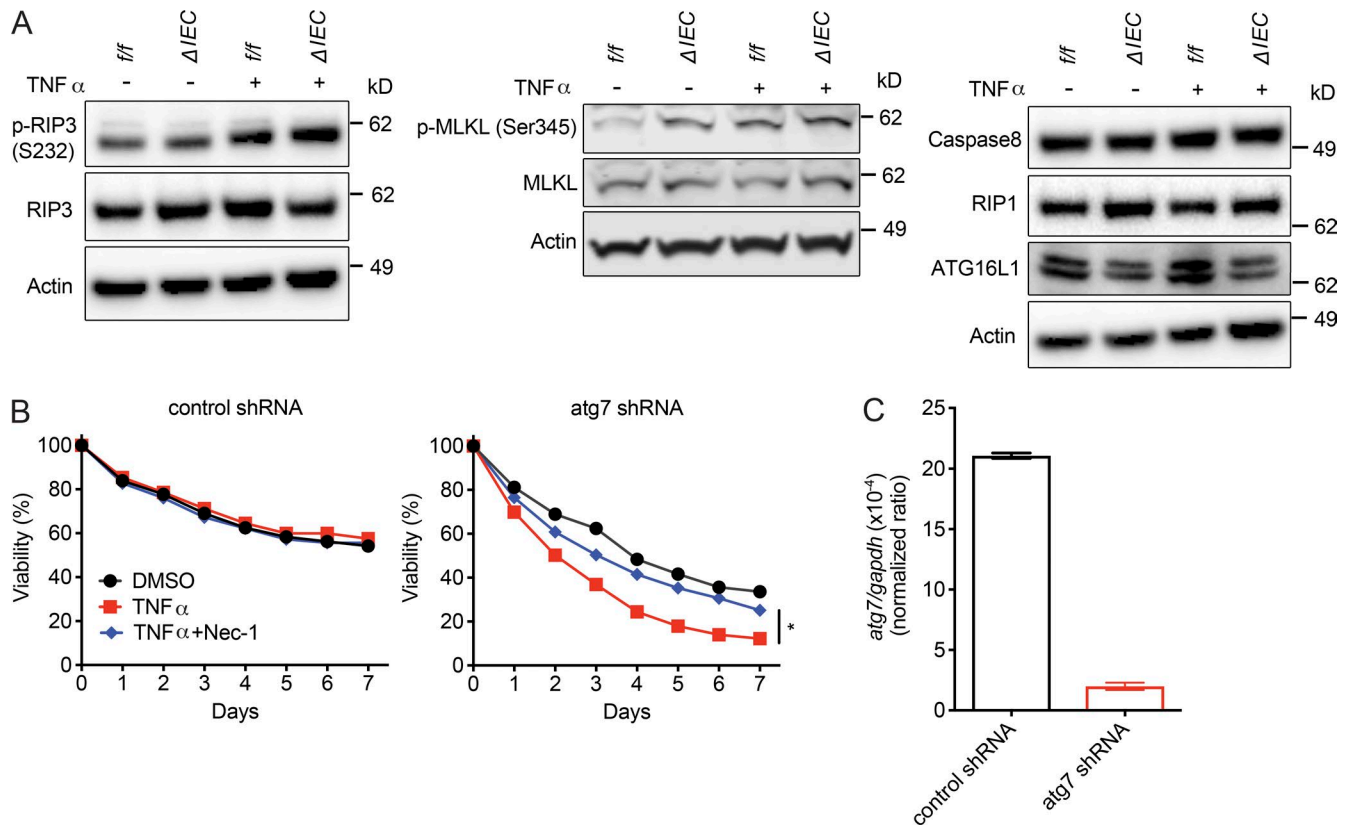 A
f/f ΔIEC f/f ΔIEC
TNFα - - + + kD
p-RIP3 (S232)
62
RIP3
62
Actin
49
f/f ΔIEC f/f ΔIEC
TNFα - - + + kD
p-MLKL (Ser345)
62
MLKL
62
Actin
49
f/f ΔIEC f/f ΔIEC
TNFα - - + + kD
Caspase8
49
RIP1
62
ATG16L1
62
Actin
49
B
control shRNA
Viability (%)
100
80
60
40
20
0
DMSO
TNFα
TNFα+Nec-1
0 1 2 3 4 5 6 7
Days
atg7 shRNA
Viability (%)
100
80
60
40
20
0
*
0 1 2 3 4 5 6 7
Days
C
atg7/gapdh (x10-4)
(normalized ratio)
25
20
15
10
5
0
control shRNA
atg7 shRNA